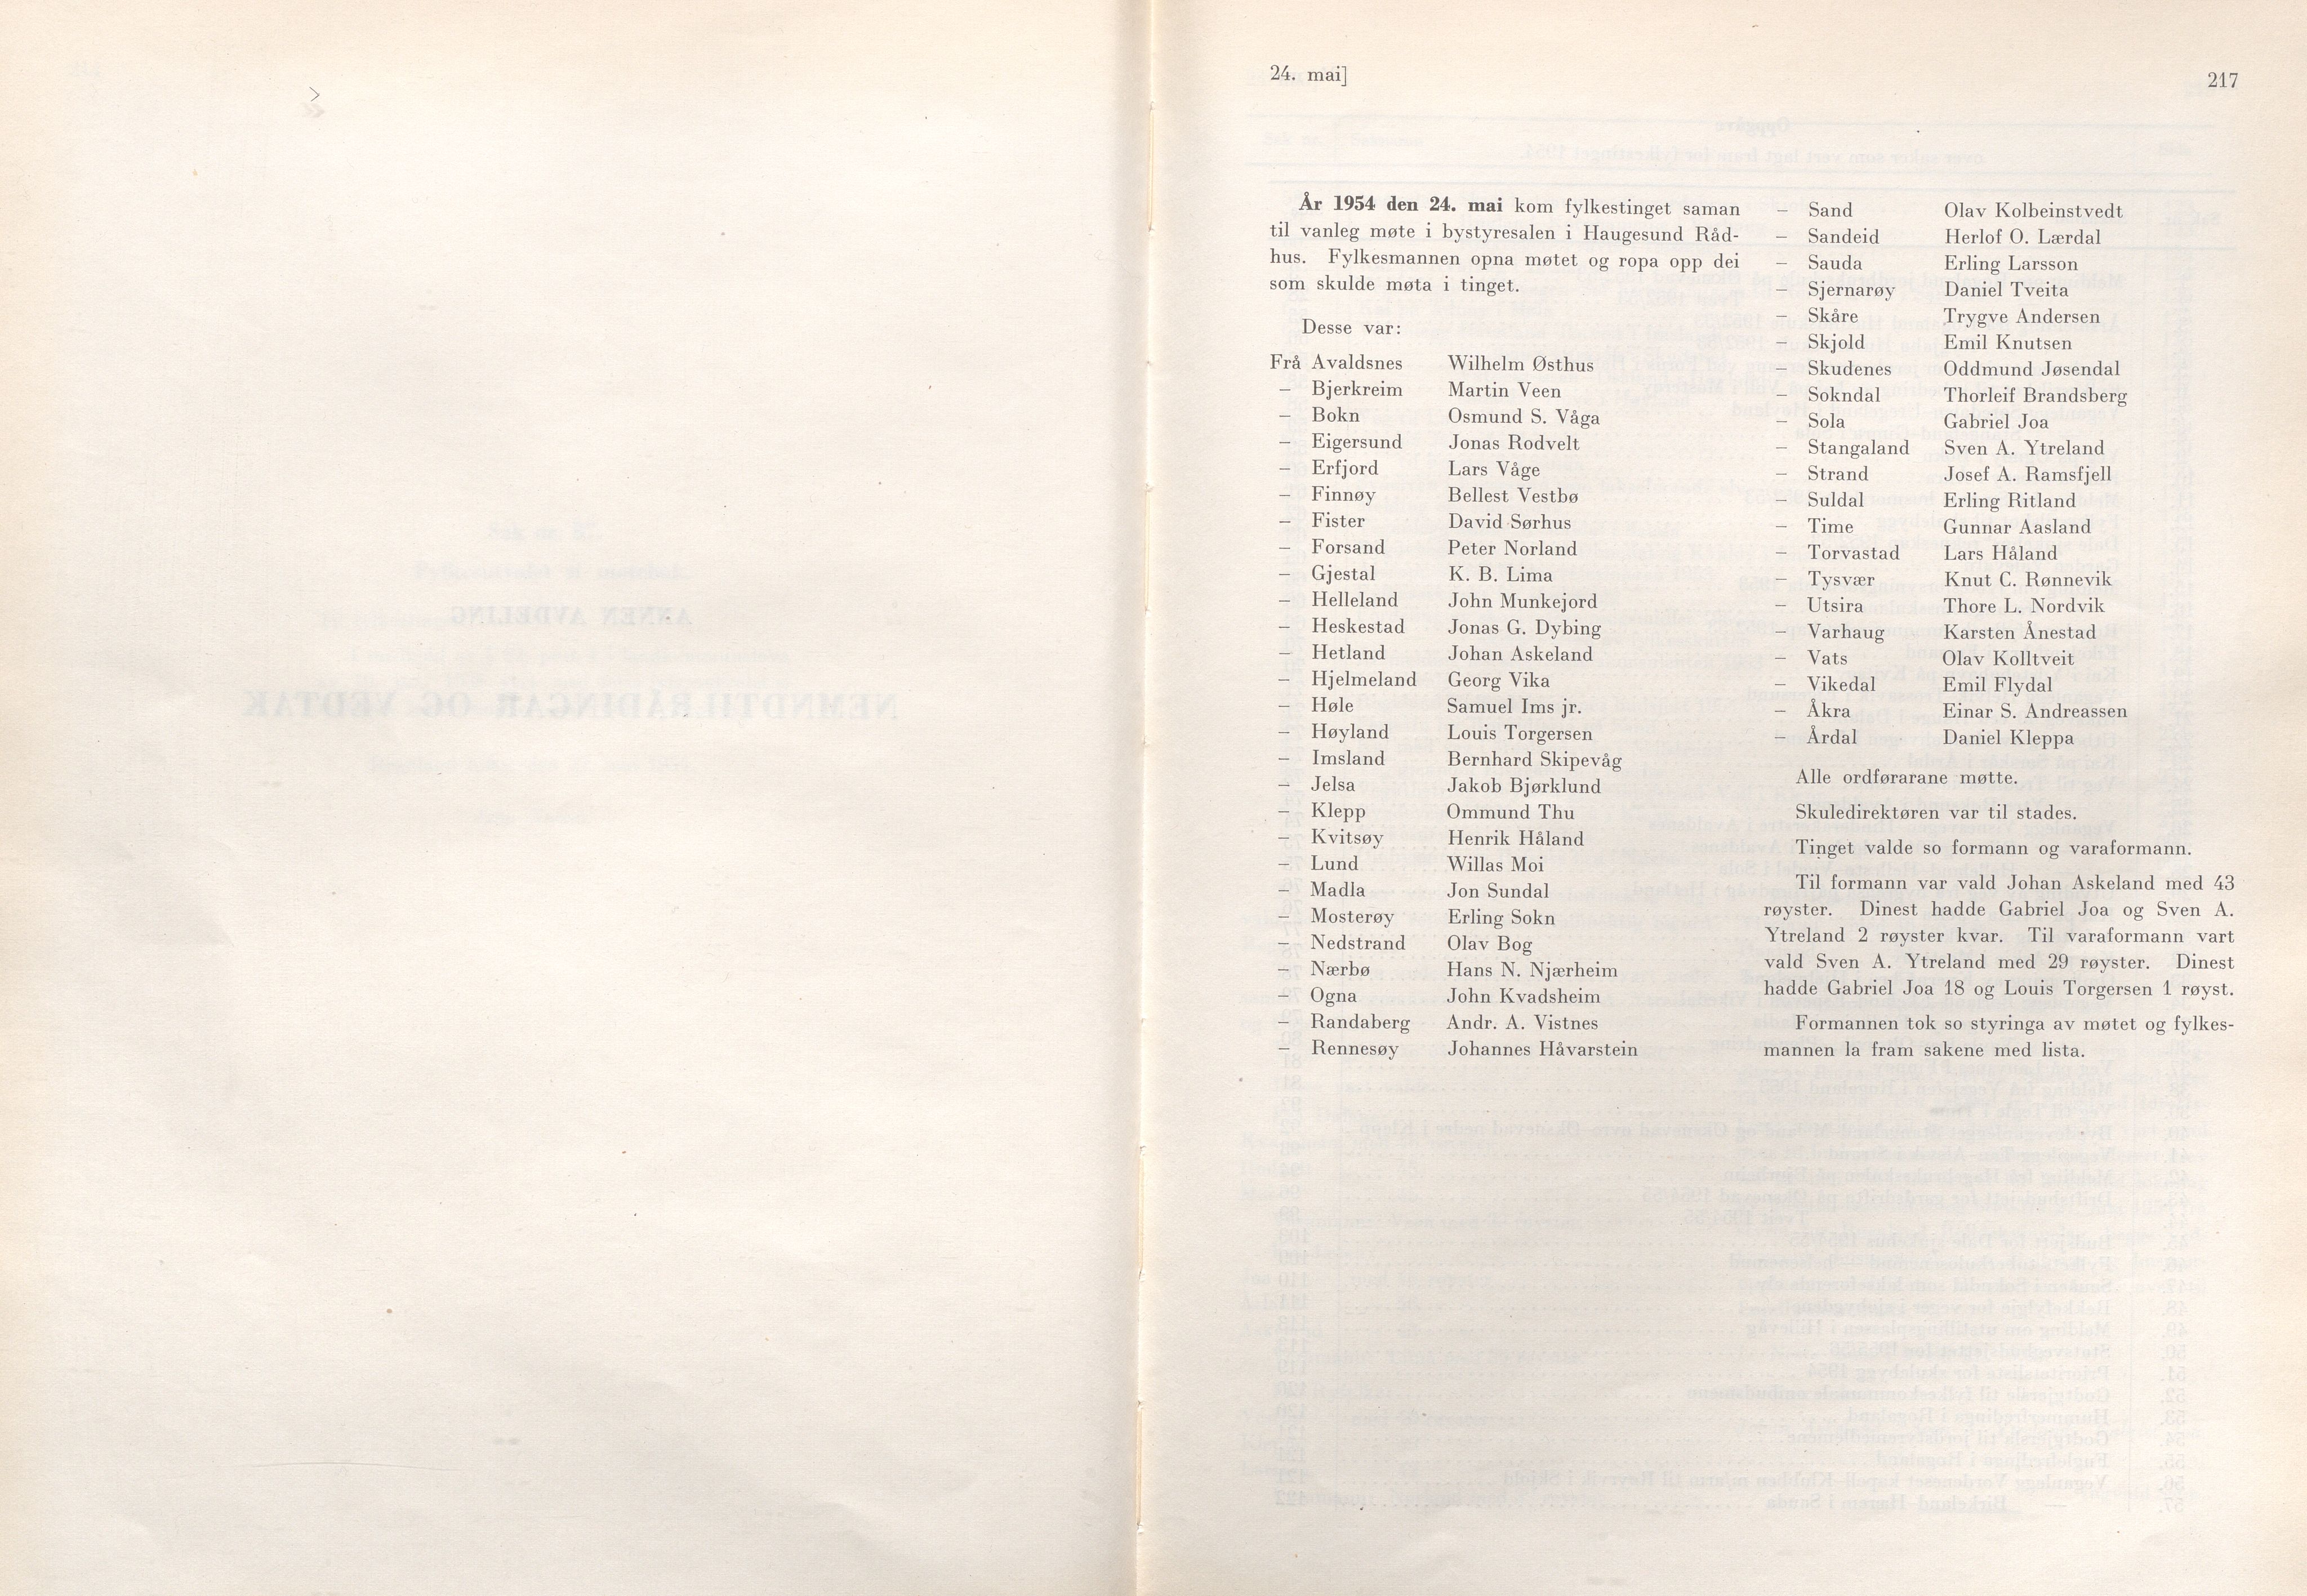 24. mai]
217
År 1954 den 24. mai kom fylkestinget saman
til vanleg møte i bystyresalen i Haugesund Råd-
hus. Fylkesmannen opna møtet og ropa opp dei
som skulde møta i tinget.
Desse var:
Frå Avaldsnes Wilhelm Østhus
– Bjerkreim Martin Veen
– Bokn Osmund S. Våga
– Eigersund Jonas Rodvelt
– Erfjord Lars Våge
– Finnøy Bellest Vestbø
– Fister David Sørhus
– Forsand Peter Norland
– Gjestal K. B. Lima
– Helleland John Munkejord
– Heskestad Jonas G. Dybing
– Hetland Johan Askeland
– Hjelmeland Georg Vika
– Høle Samuel Ims jr.
– Høyland Louis Torgersen
– Imsland Bernhard Skipevåg
– Jelsa Jakob Bjørklund
– Klepp Ommund Thu
– Kvitsøy Henrik Håland
– Lund Willas Moi
– Madla Jon Sundal
– Mosterøy Erling Sokn
– Nedstrand Olav Bog
– Nærbø Hans N. Njærheim
– Ogna John Kvadsheim
– Randaberg Andr. A. Vistnes
– Rennesøy Johannes Håvarstein
– Sand Olav Kolbeinstvedt
– Sandeid Herlof O. Lærdal
– Sauda Erling Larsson
– Sjernarøy Daniel Tveita
– Skåre Trygve Andersen
– Skjold Emil Knutsen
– Skudenes Oddmund Jøsendal
– Sokndal Thorleif Brandsberg
– Sola Gabriel Joa
– Stangaland Sven A. Ytreland
– Strand Josef A. Ramsfjell
– Suldal Erling Ritland
– Time Gunnar Aasland
– Torvastad Lars Håland
– Tysvær Knut C. Rønnevik
– Utsira Thore L. Nordvik
– Varhaug Karsten Ånestad
– Vats Olav Kolltveit
– Vikedal Emil Flydal
– Åkra Einar S. Andreassen
– Årdal Daniel Kleppa
Alle ordførarane møtte.
Skuledirektøren var til stades.
Tinget valde so formann og varaformann.
Til formann var vald Johan Askeland med 43
røyster. Dinest hadde Gabriel Joa og Sven A.
Ytreland 2 røyster kvar. Til varaformann vart
vald Sven A. Ytreland med 29 røyster. Dinest
hadde Gabriel Joa 18 og Louis Torgersen 1 røyst.
Formannen tok so styringa av møtet og fylkes-
mannen la fram sakene med lista.